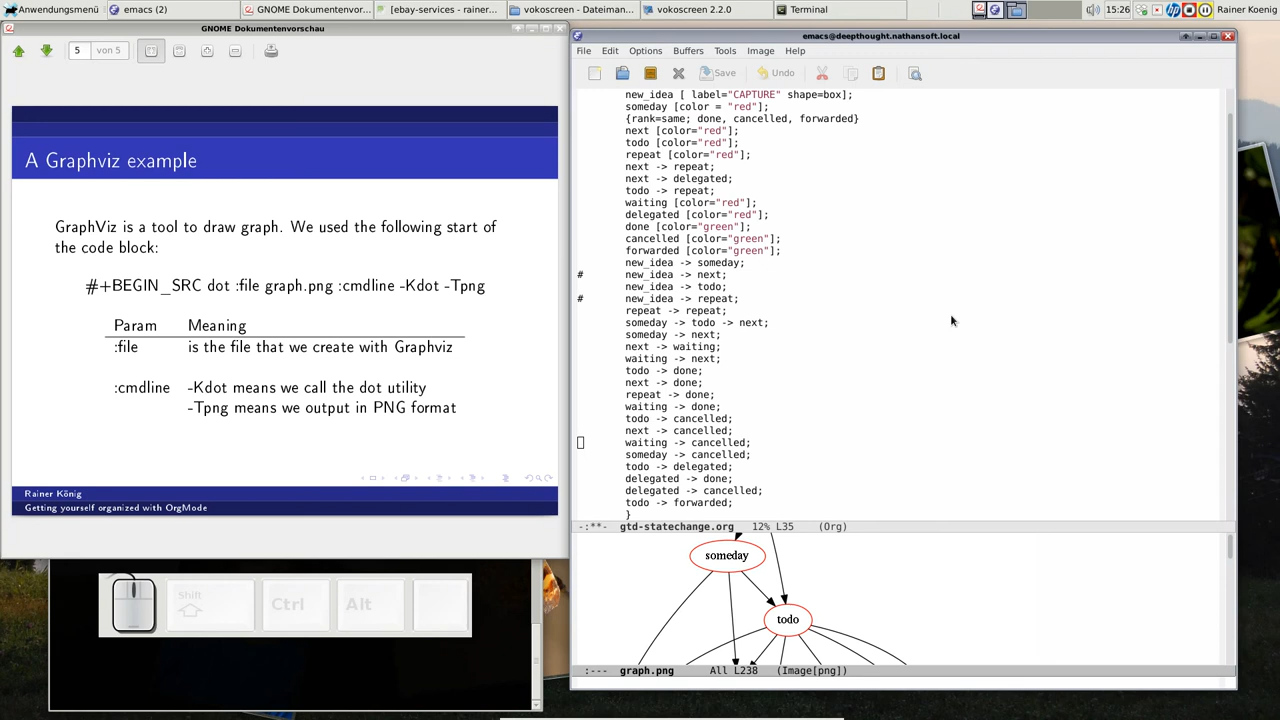 Anwendungsmenü
emacs (2)
GNOME Dokumentenvor...
[ebay-services - rainer...
vokoscreen - Dateiman...
vokoscreen 2.2.0
Terminal
15:26
Rainer Koenig
GNOME Dokumentenvorschau
5 von 5
A Graphviz example
GraphViz is a tool to draw graph. We used the following start of
the code block:
#+BEGIN_SRC dot :file graph.png :cmdline -Kdot -Tpng
Param Meaning
:file is the file that we create with Graphviz
:cmdline -Kdot means we call the dot utility
-Tpng means we output in PNG format
Rainer König
Getting yourself organized with OrgMode
Shift
Ctrl
Alt
emacs@deepthought.nathansoft.local
File Edit Options Buffers Tools Image Help
Save Undo
new_idea [ label="CAPTURE" shape=box];
someday [color = "red"];
{rank=same; done, cancelled, forwarded}
next [color="red"];
todo [color="red"];
repeat [color="red"];
next -> repeat;
next -> delegated;
todo -> repeat;
waiting [color="red"];
delegated [color="red"];
done [color="green"];
cancelled [color="green"];
forwarded [color="green"];
new_idea -> someday;
# new_idea -> next;
new_idea -> todo;
# new_idea -> repeat;
repeat -> repeat;
someday -> todo -> next;
someday -> next;
next -> waiting;
waiting -> next;
todo -> done;
next -> done;
repeat -> done;
waiting -> done;
todo -> cancelled;
next -> cancelled;
waiting -> cancelled;
someday -> cancelled;
todo -> delegated;
delegated -> done;
delegated -> cancelled;
todo -> forwarded;
}
-:**- gtd-statechange.org 12% L35 (Org)
someday
todo
:--- graph.png All L238 (Image[png])